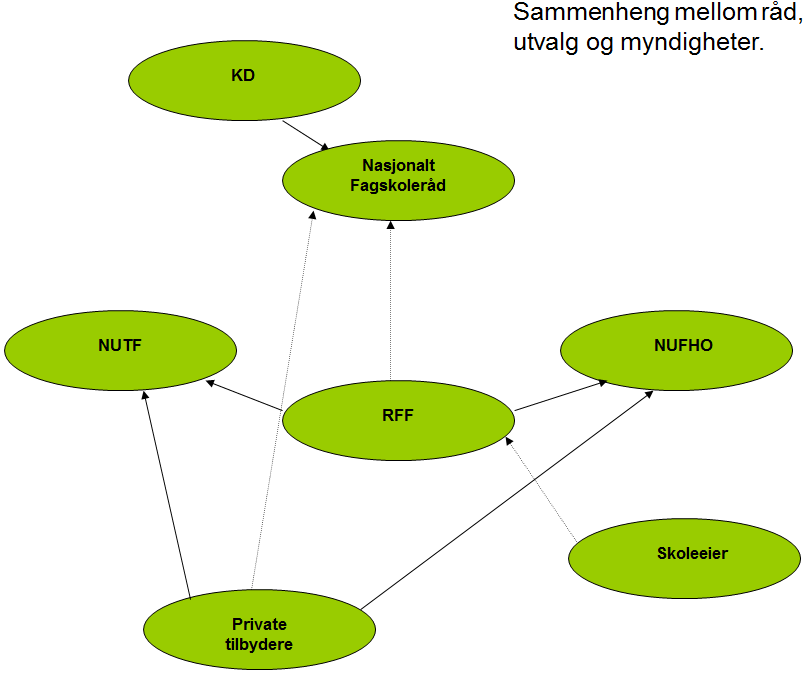 Sammenheng mellom råd,
utvalg og myndigheter.
KD
Nasjonalt
Fagskoleråd
NUTF
NUFHO
RFF
Skoleeier
Private
tilbydere